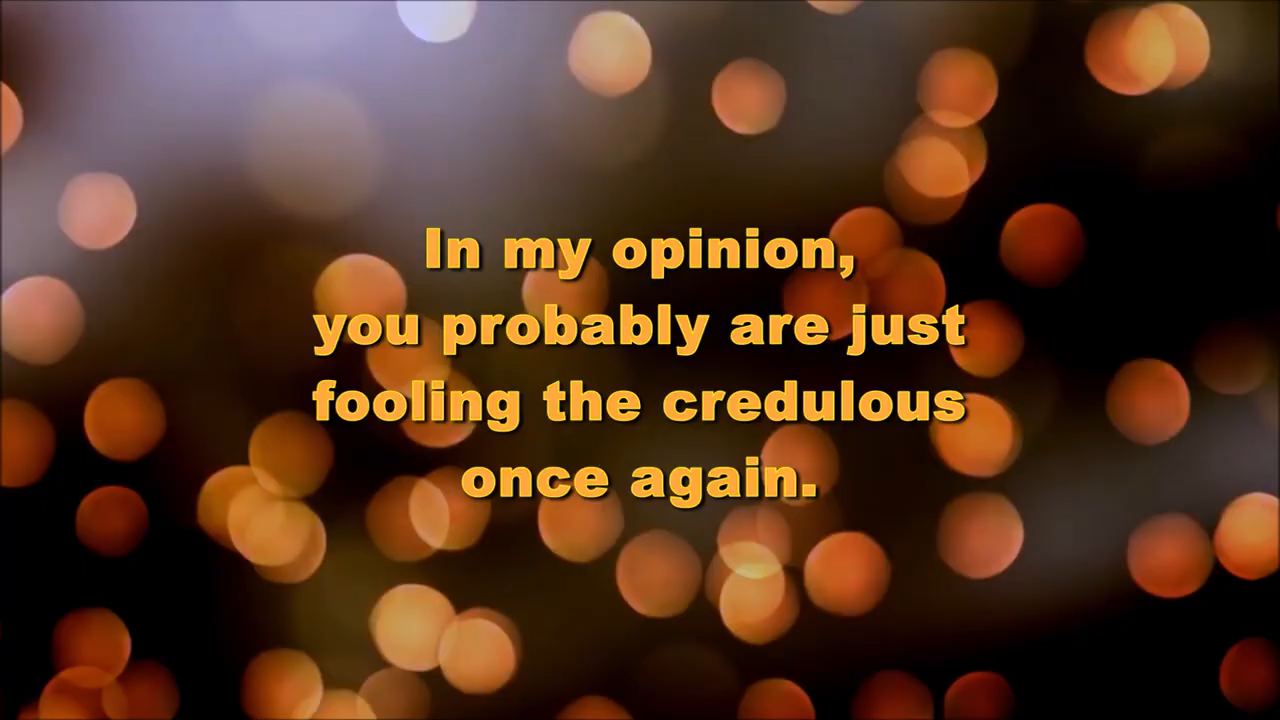 In my opinion,
you probably are just
fooling the credulous
once again.